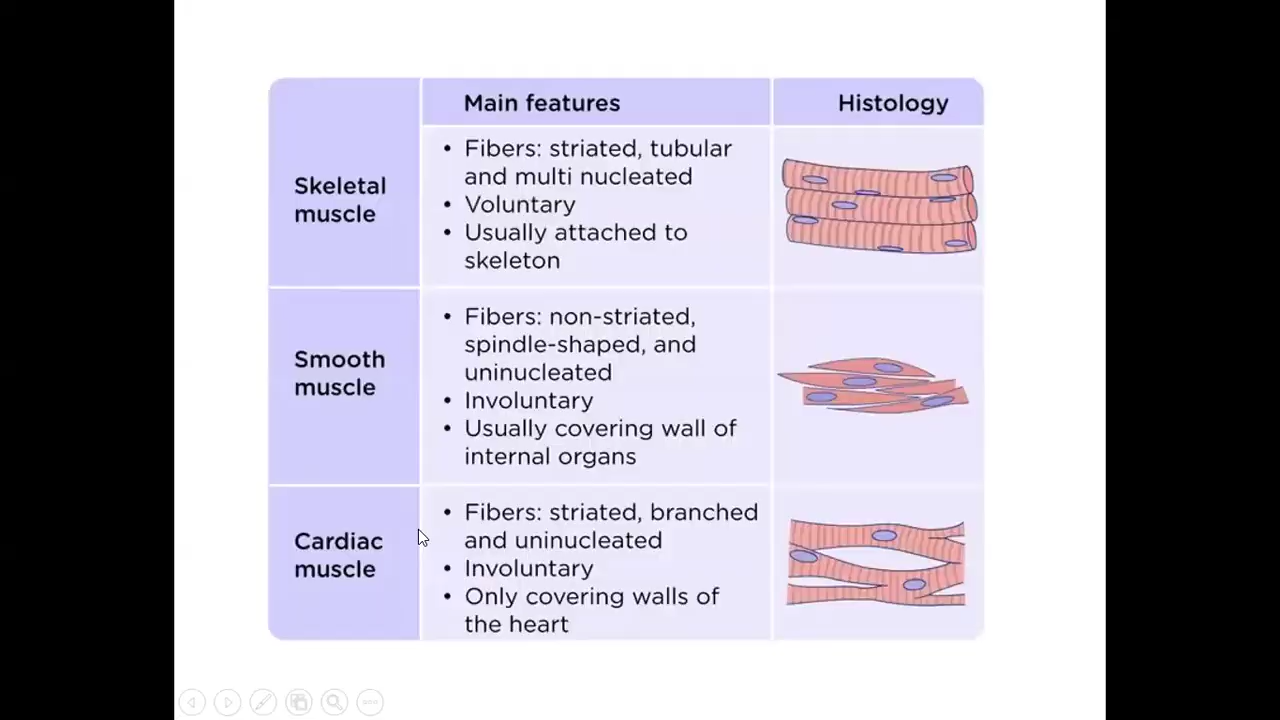 Main features
Histology
Skeletal
muscle
• Fibers: striated, tubular
and multi nucleated
• Voluntary
• Usually attached to
skeleton
Smooth
muscle
• Fibers: non-striated,
spindle-shaped, and
uninucleated
• Involuntary
• Usually covering wall of
internal organs
Cardiac
muscle
• Fibers: striated, branched
and uninucleated
• Involuntary
• Only covering walls of
the heart